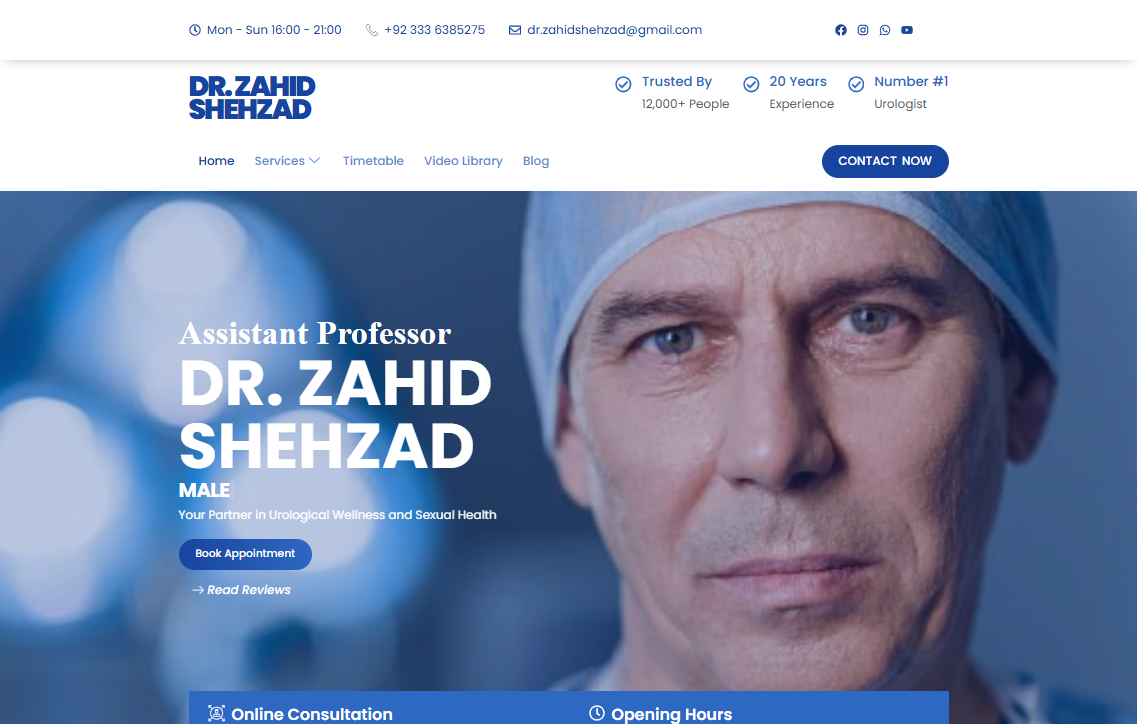 Mon - Sun 16:00 - 21:00 +92 333 6385275 dr.zahidshehzad@gmail.com
DR. ZAHID
SHEHZAD
Trusted By
12,000+ People
20 Years
Experience
Number #1
Urologist
Home Services Timetable Video Library Blog
CONTACT NOW
Assistant Professor
DR. ZAHID
SHEHZAD
MALE
Your Partner in Urological Wellness and Sexual Health
Book Appointment
Read Reviews
Online Consultation
Opening Hours